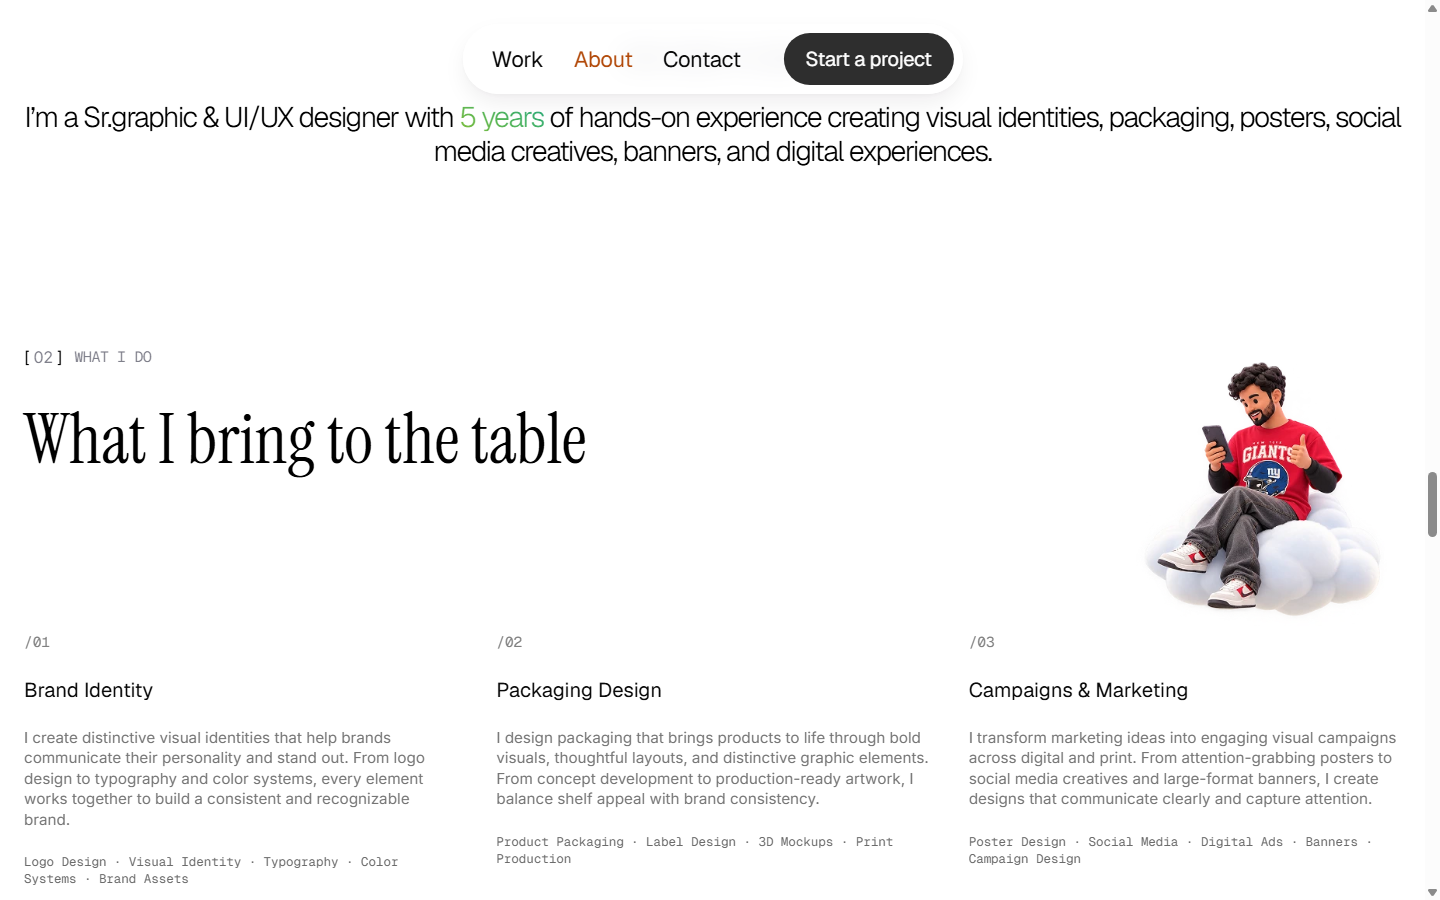 Work About Contact Start a project
I'm a Sr.graphic & UI/UX designer with 5 years of hands-on experience creating visual identities, packaging, posters, social
media creatives, banners, and digital experiences.
[ 02 ] WHAT I DO
What I bring to the table
GIANTS
ny
/01
Brand Identity
I create distinctive visual identities that help brands
communicate their personality and stand out. From logo
design to typography and color systems, every element
works together to build a consistent and recognizable
brand.
Logo Design · Visual Identity · Typography · Color
Systems · Brand Assets
/02
Packaging Design
I design packaging that brings products to life through bold
visuals, thoughtful layouts, and distinctive graphic elements.
From concept development to production-ready artwork, I
balance shelf appeal with brand consistency.
Product Packaging · Label Design · 3D Mockups · Print
Production
/03
Campaigns & Marketing
I transform marketing ideas into engaging visual campaigns
across digital and print. From attention-grabbing posters to
social media creatives and large-format banners, I create
designs that communicate clearly and capture attention.
Poster Design · Social Media · Digital Ads · Banners ·
Campaign Design